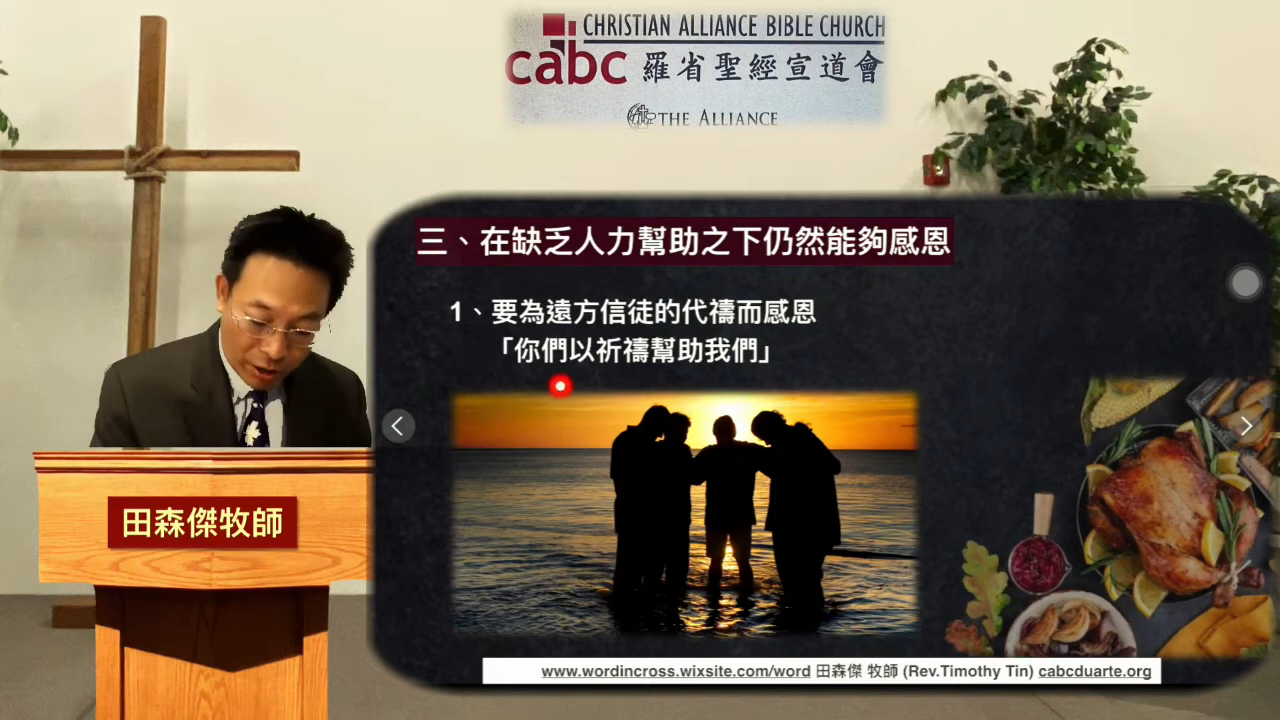 CHRISTIAN ALLIANCE BIBLE CHURCH
cabc 羅省聖經宣道會
THE ALLIANCE
三、在缺乏人力幫助之下仍然能夠感恩
1、要為遠方信徒的代禱而感恩
「你們以祈禱幫助我們」
田森傑牧師
www.wordincross.wixsite.com/word 田森傑 牧師 (Rev.Timothy Tin) cabcduarte.org